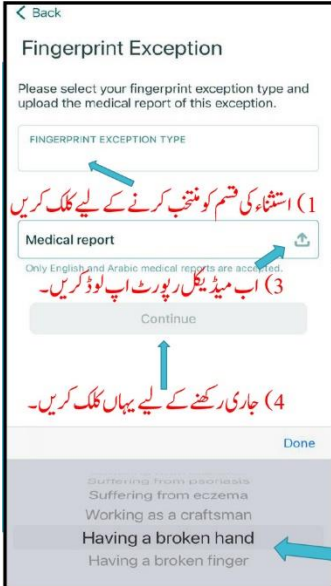 Back
Fingerprint Exception
Please select your fingerprint exception type and
upload the medical report of this exception.
FINGERPRINT EXCEPTION TYPE
1) استثناء کی قسم کو منتخب کرنے کے لیے کلک کریں
Medical report
Only English and Arabic medical reports are accepted.
3) اب میڈیکل رپورٹ اپ لوڈ کریں۔
Continue
4) جاری رکھنے کے لیے یہاں کلک کریں۔
Done
Suffering from psoriasis
Suffering from eczema
Working as a craftsman
Having a broken hand
Having a broken finger